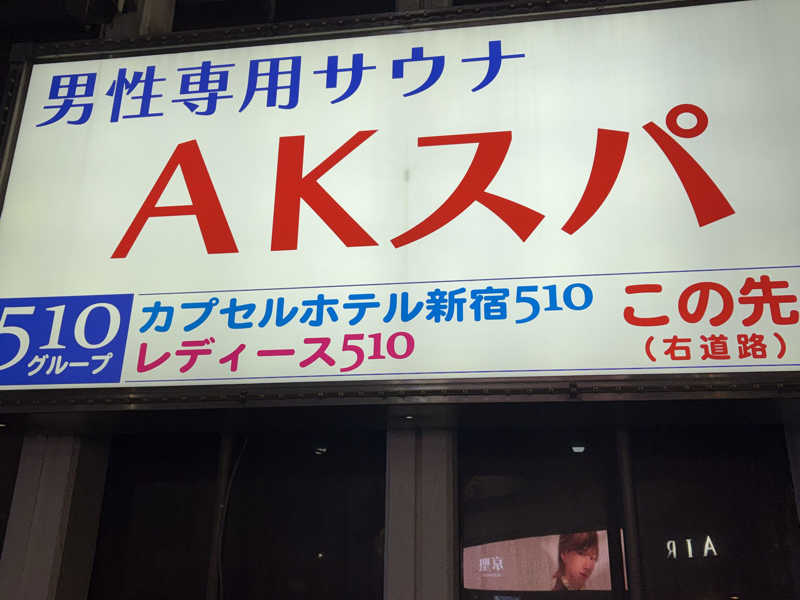 男性専用サウナ
AKスパ
510
グループ
カプセルホテル新宿510
レディース510
この先
(右道路)
AIR